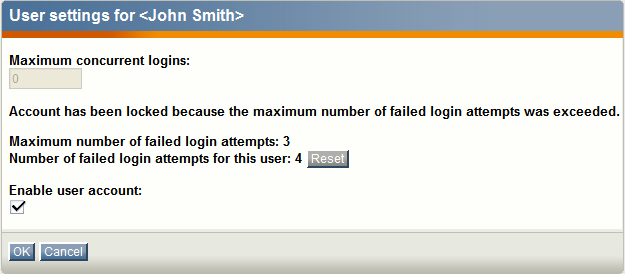 User settings for <John Smith>
Maximum concurrent logins:
0
Account has been locked because the maximum number of failed login attempts was exceeded.
Maximum number of failed login attempts: 3
Number of failed login attempts for this user: 4 Reset
Enable user account:
OK Cancel